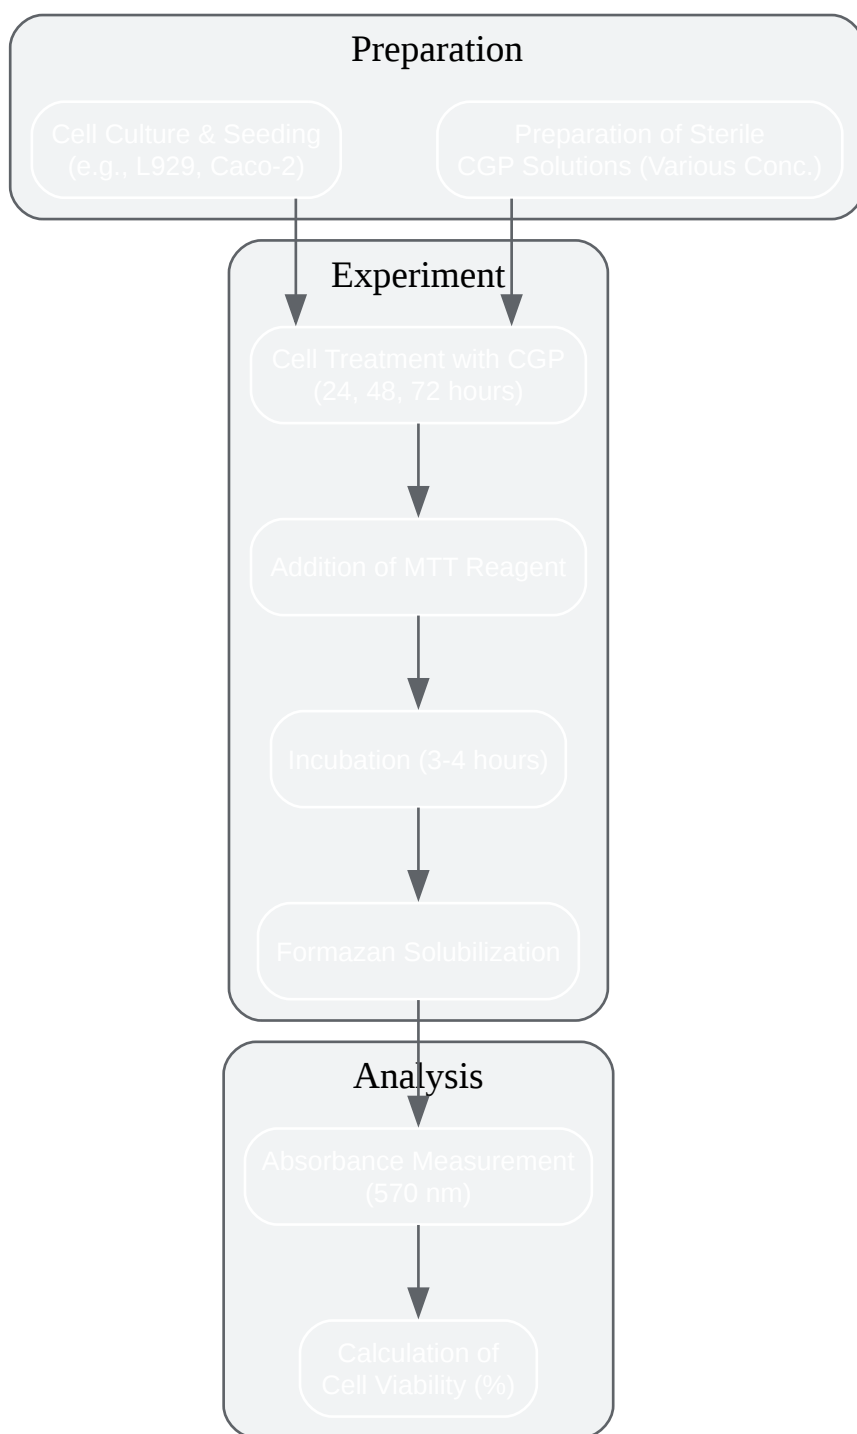 Preparation
Cell Culture & Seeding
(e.g., L929, Caco-2)
Preparation of Sterile
CGP Solutions (Various Conc.)
Experiment
Cell Treatment with CGP
(24, 48, 72 hours)
Addition of MTT Reagent
Incubation (3-4 hours)
Formazan Solubilization
Analysis
Absorbance Measurement
(570 nm)
Calculation of
Cell Viability (%)